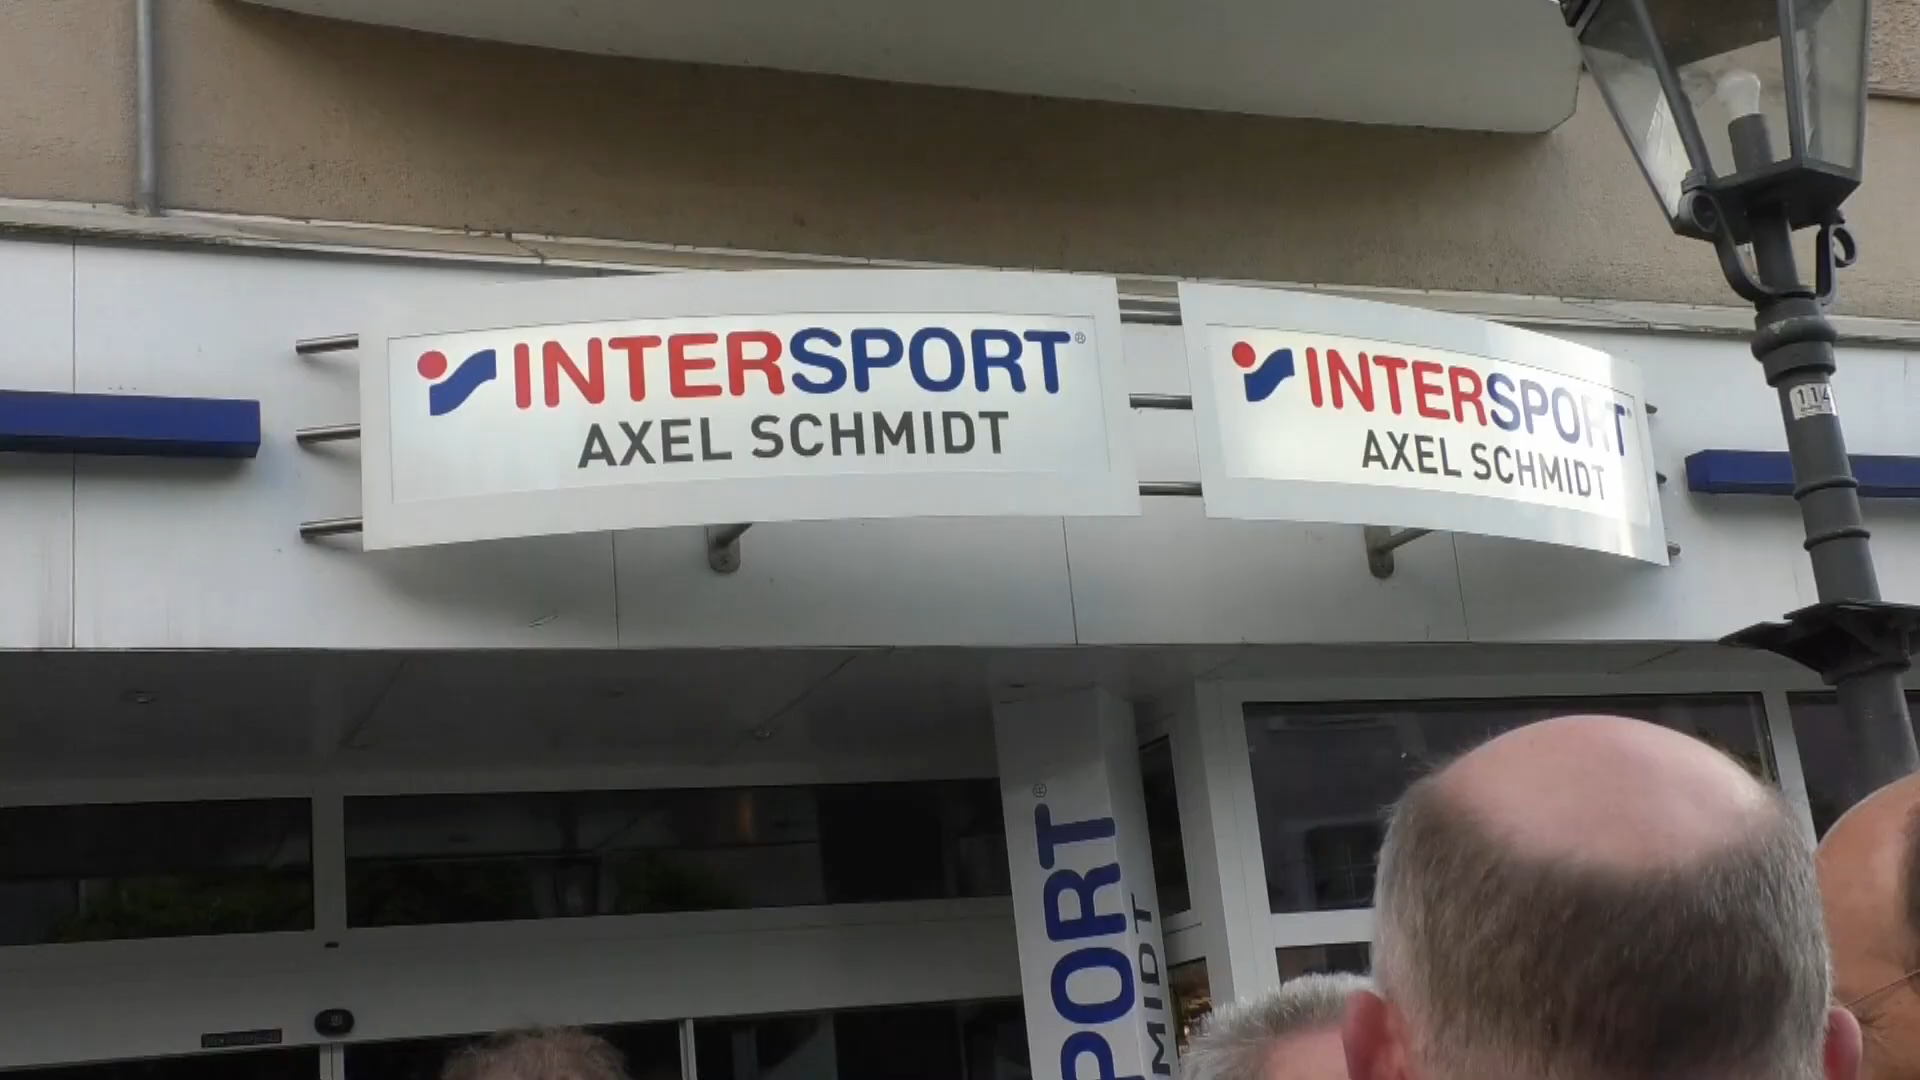 INTERSPORT®
AXEL SCHMIDT
INTERSPORT®
AXEL SCHMIDT
114
PORT®
MIDT